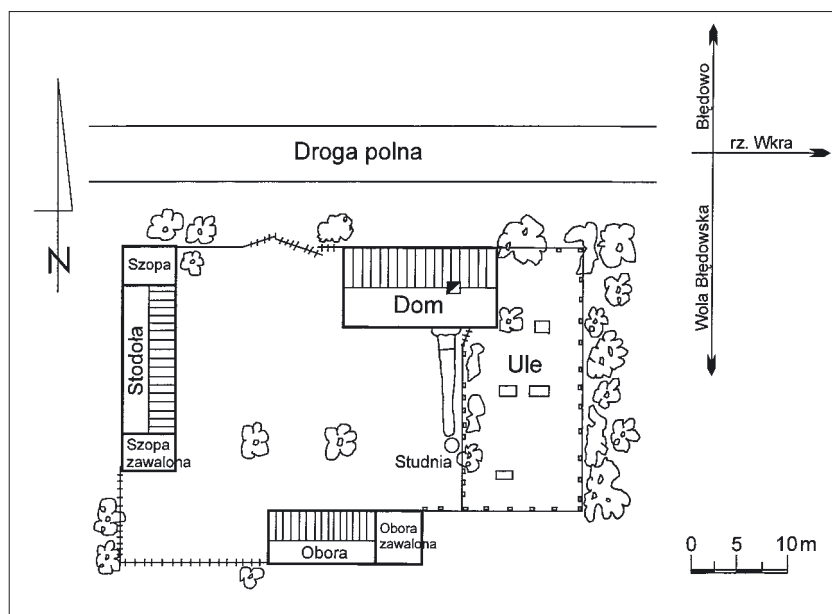 Błędowo
rz. Wkra
Wola Błędowska
Droga polna
N
Szopa
Dom
Stodoła
Ule
Szopa
zawalona
Studnia
Obora
Obora
zawalona
0 5 10 m